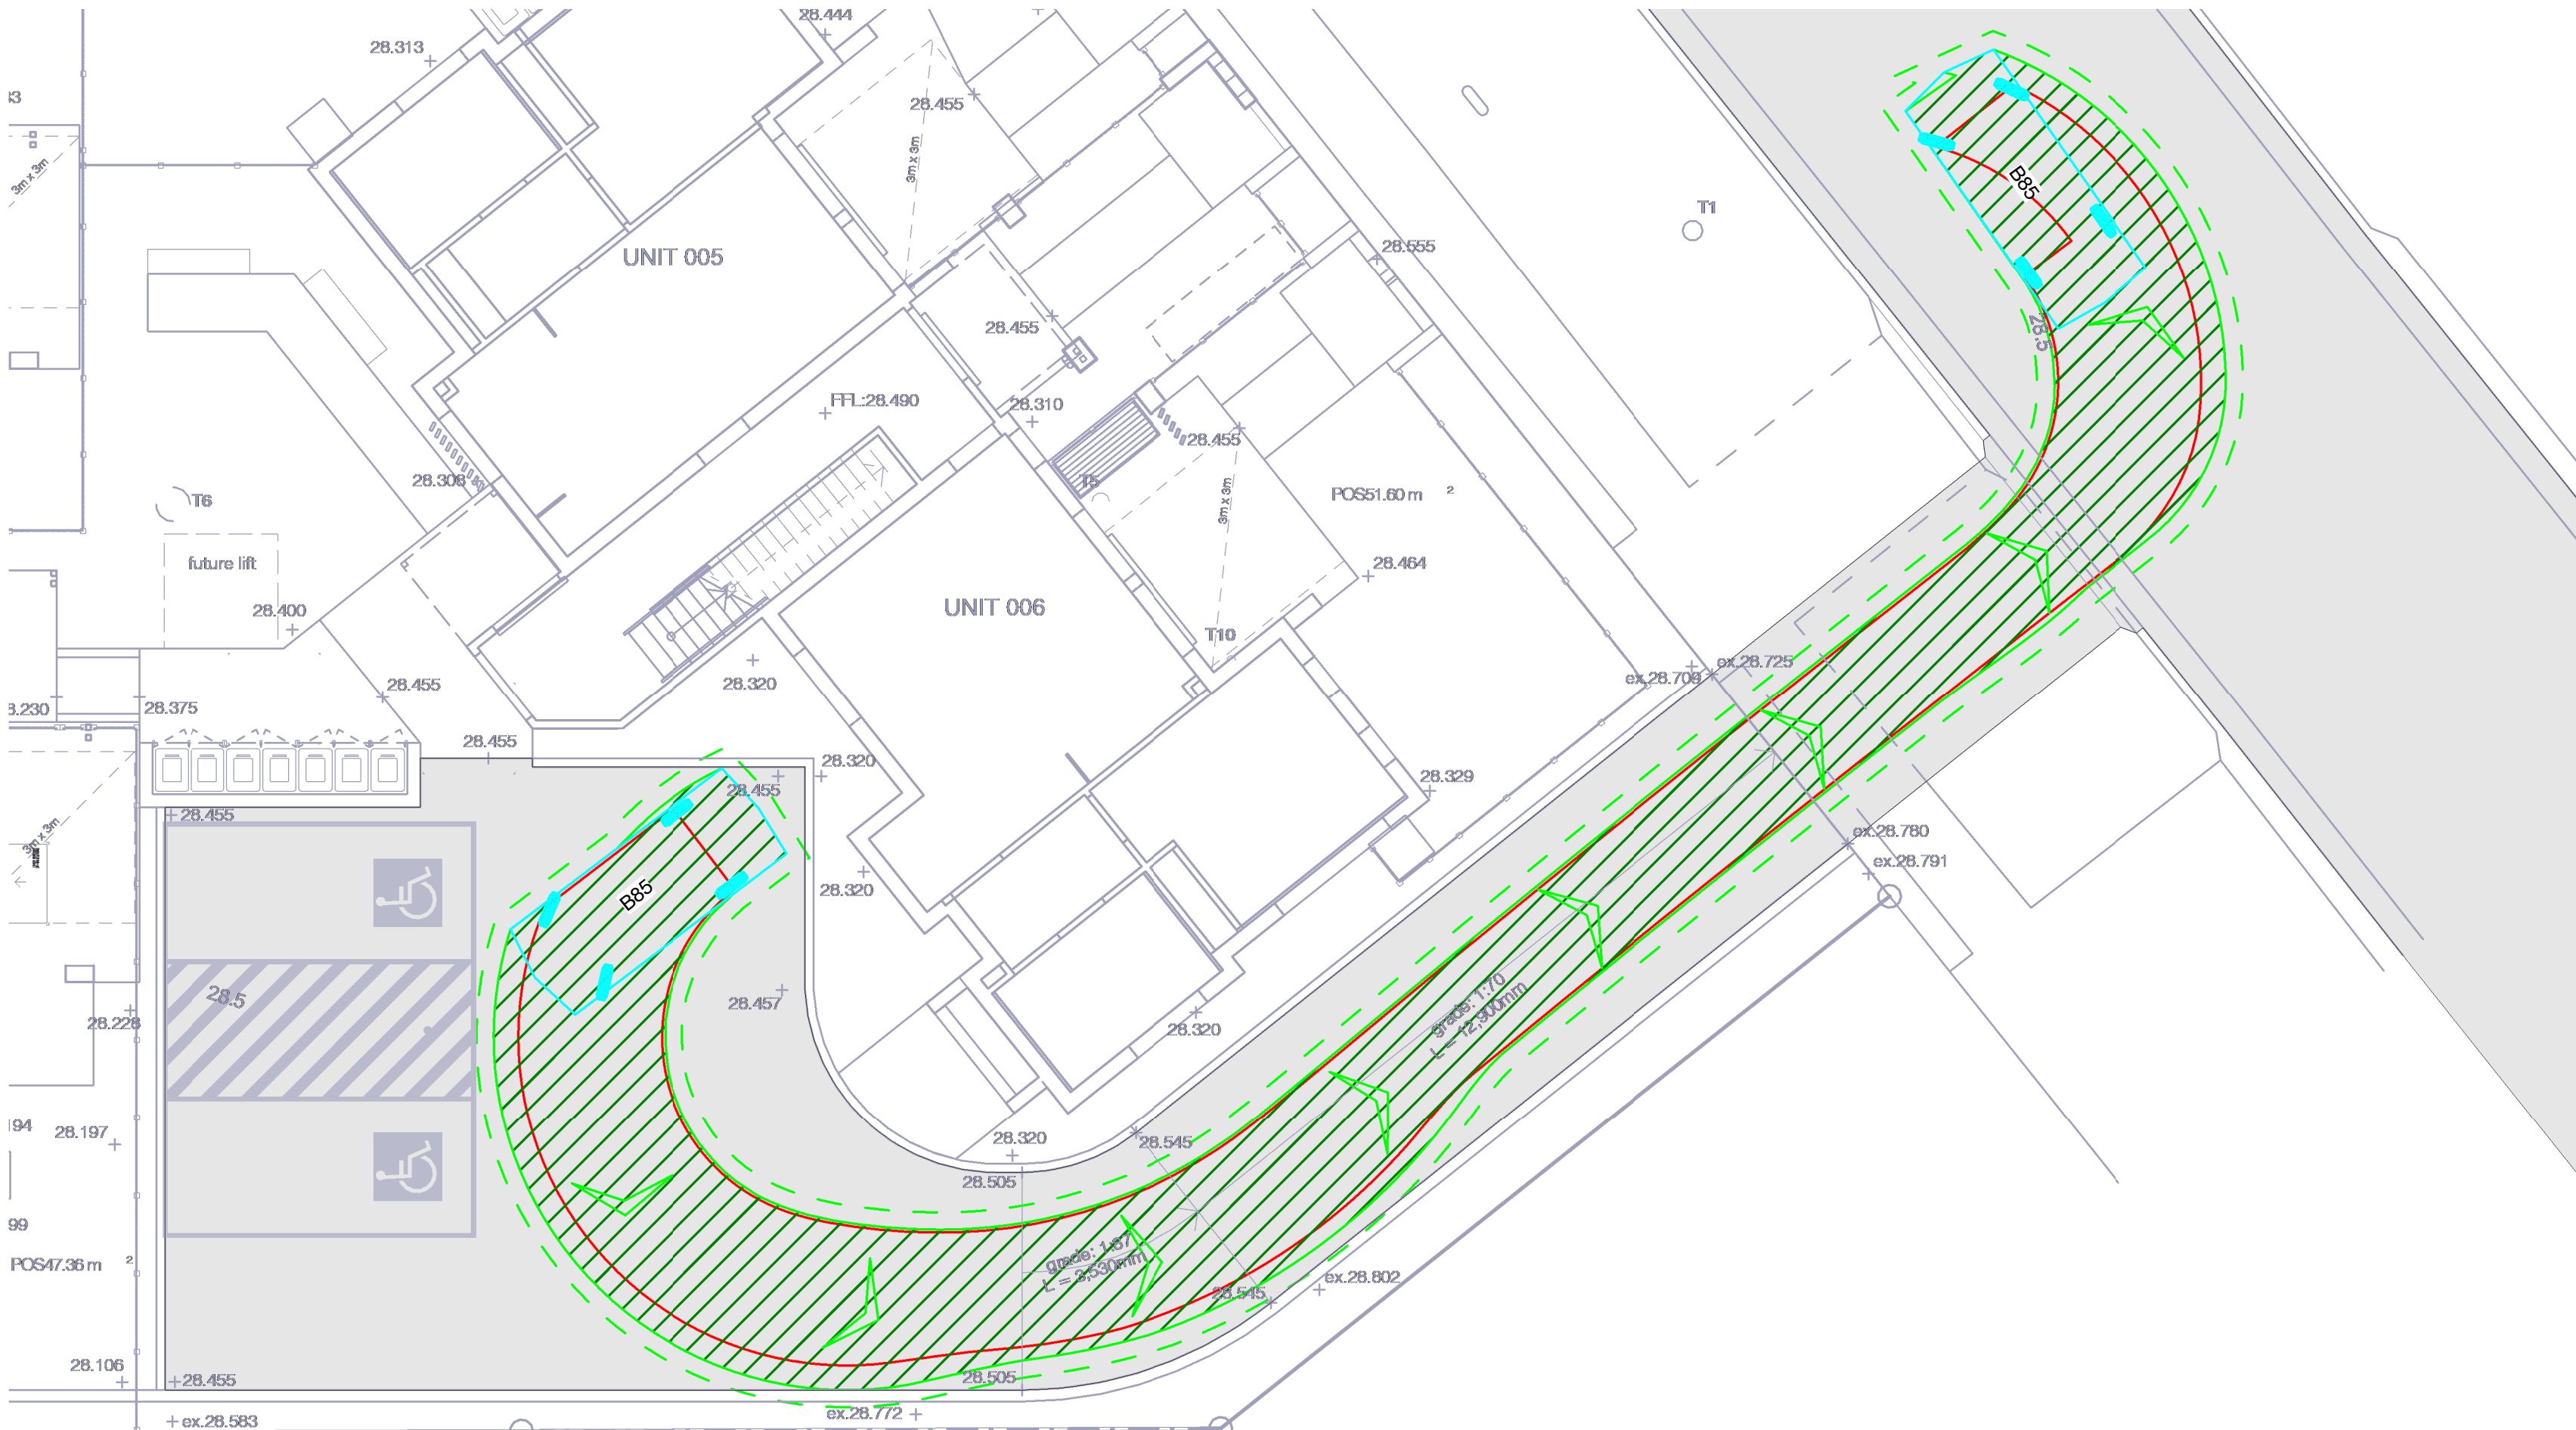 28.444
28.313
28.455
3m x 3m
3m x 3m
T1
B85
28.555
UNIT 005
28.455
28.5
FFL:28.490
28.310
28.455
28.308
T5
T6
POS51.60 m 2
3m x 3m
future lift
28.464
28.400
UNIT 006
T10
ex.28.725
ex.28.709
28.320
28.455
28.375
28.455
28.320
28.329
28.455
28.455
ex.28.780
3m x 3m
ex.28.791
B85
28.320
28.5
28.457
grade: 1:70
L = 12,900mm
28.228
28.320
28.197
28.320
28.545
28.505
grade: 1:87
L = 3,530mm
POS47.36 m 2
ex.28.802
28.545
28.106
28.455
28.505
ex.28.772
ex.28.583